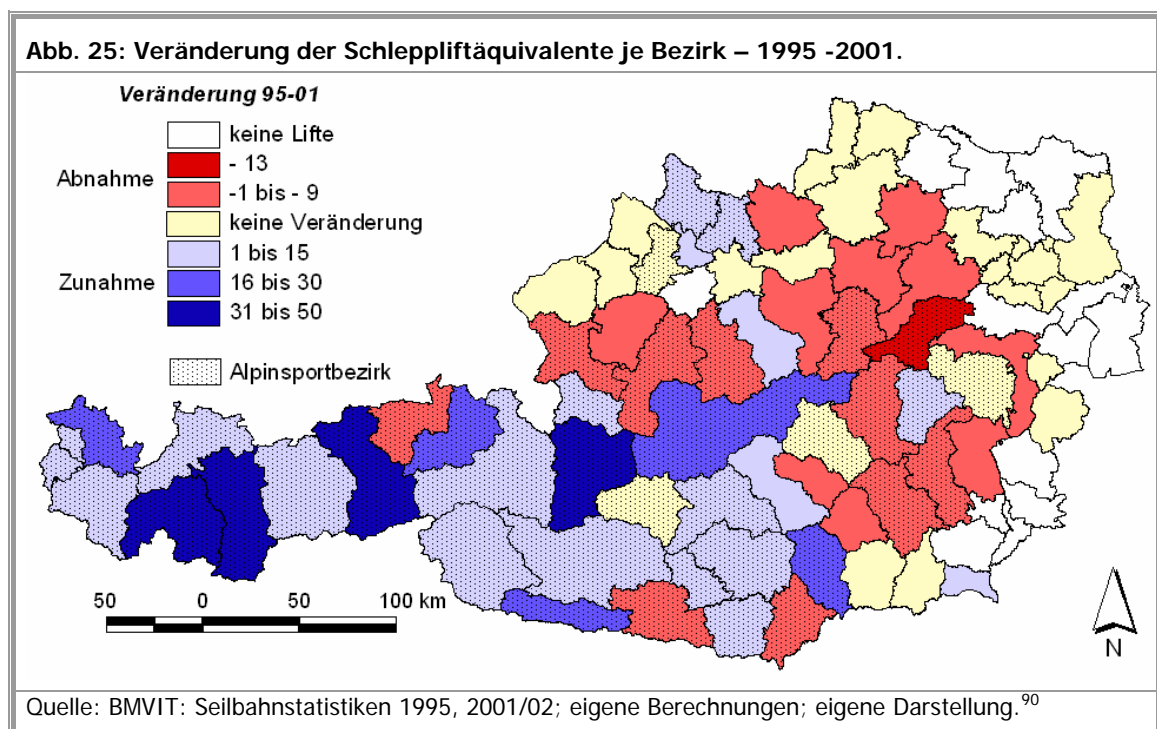 Abb. 25: Veränderung der Schleppliftäquivalente je Bezirk – 1995 -2001.
Veränderung 95-01
keine Lifte
Abnahme
- 13
-1 bis - 9
keine Veränderung
Zunahme
1 bis 15
16 bis 30
31 bis 50
Alpinsportbezirk
50 0 50 100 km
N
Quelle: BMVIT: Seilbahnstatistiken 1995, 2001/02; eigene Berechnungen; eigene Darstellung.90